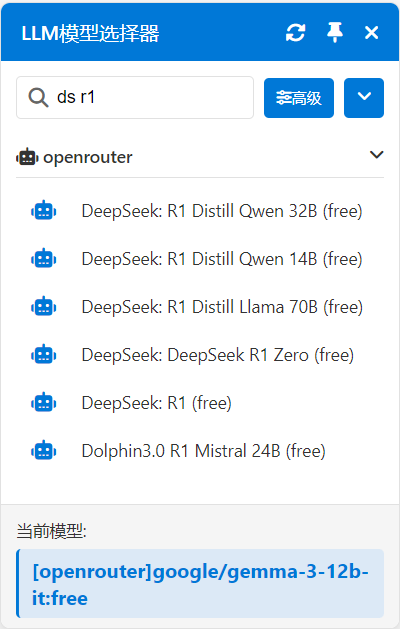 LLM模型选择器
ds r1
高级
openrouter
DeepSeek: R1 Distill Qwen 32B (free)
DeepSeek: R1 Distill Qwen 14B (free)
DeepSeek: R1 Distill Llama 70B (free)
DeepSeek: DeepSeek R1 Zero (free)
DeepSeek: R1 (free)
Dolphin3.0 R1 Mistral 24B (free)
当前模型:
[openrouter]google/gemma-3-12b-
it:free